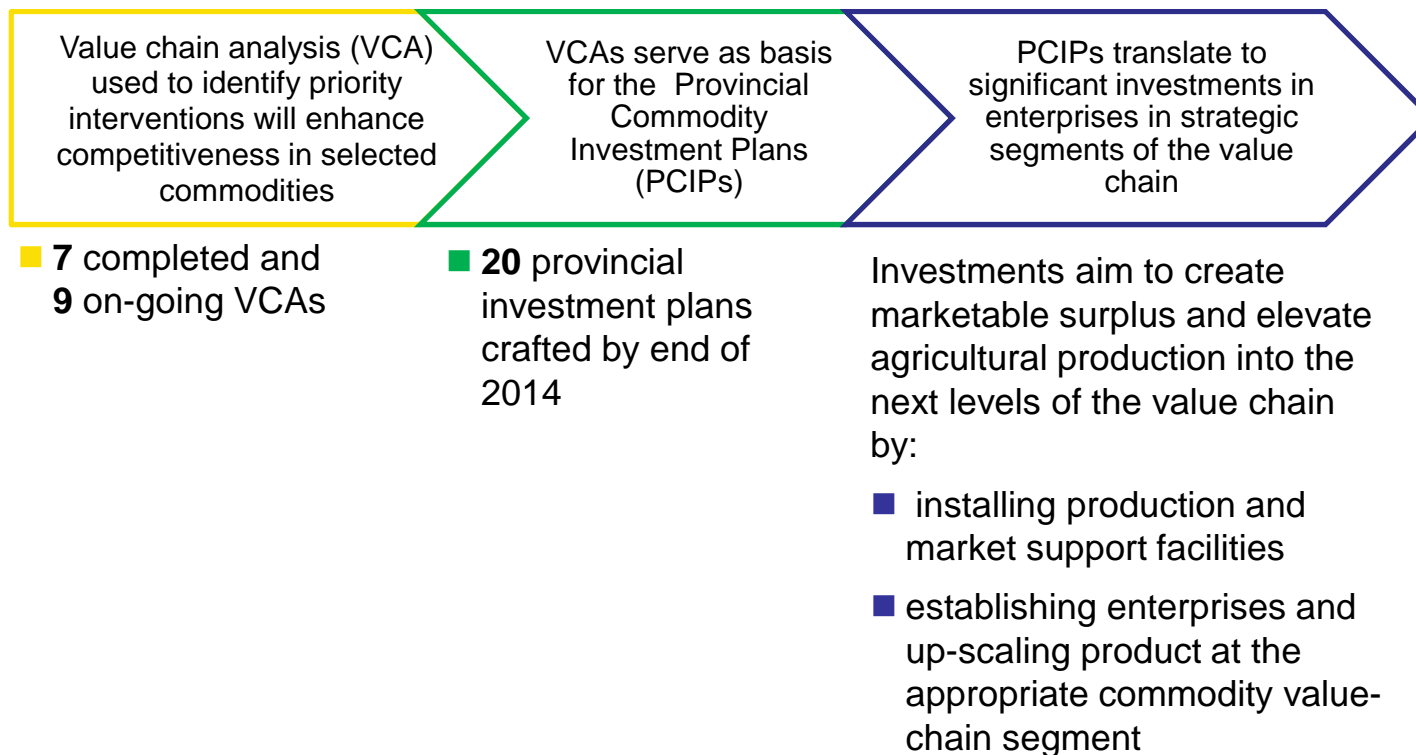 Value chain analysis (VCA)
used to identify priority
interventions will enhance
competitiveness in selected
commodities
VCAs serve as basis
for the Provincial
Commodity
Investment Plans
(PCIPs)
PCIPs translate to
significant investments in
enterprises in strategic
segments of the value
chain
7 completed and
9 on-going VCAs
20 provincial
investment plans
crafted by end of
2014
Investments aim to create
marketable surplus and elevate
agricultural production into the
next levels of the value chain
by:
installing production and
market support facilities
establishing enterprises and
up-scaling product at the
appropriate commodity value-
chain segment